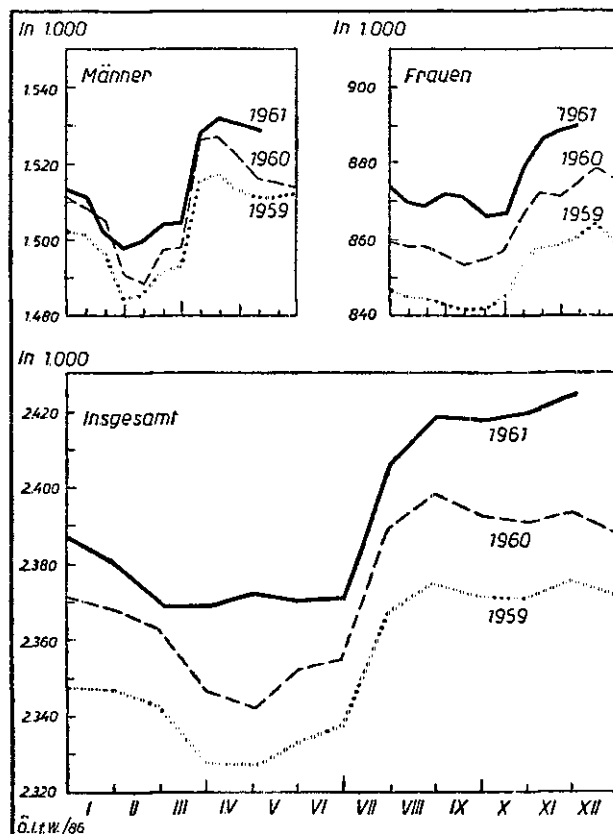 In 1.000
Männer
1.540
1.520
1.500
1.480
1961
1960
1959
In 1.000
Frauen
900
880
860
840
1961
1960
1959
In 1.000
Insgesamt
2.420
2.400
2.380
2.360
2.340
2.320
1961
1960
1959
I II III IV V VI VII VIII IX X XI XII
Ö.I.f.W./86